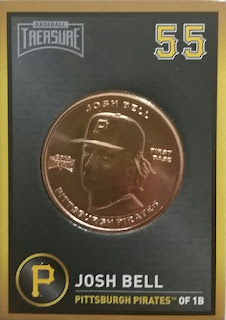 BASEBALL
TREASURE
55
JOSH BELL
P
FIRST
BASE
PITTSBURGH PIRATES
P
JOSH BELL
PITTSBURGH PIRATES™ OF 1B